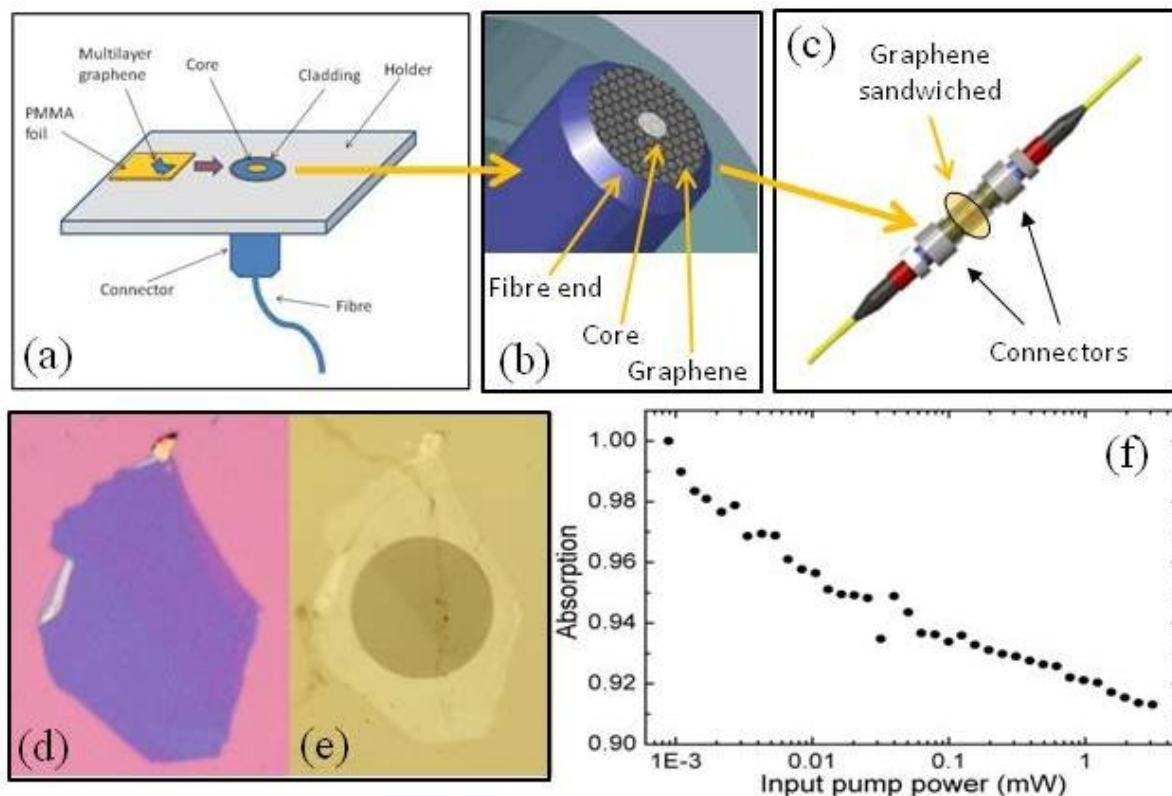 Multilayer
graphene
Core
Cladding
Holder
PMMA
foil
Connector
Fibre
(a)
Fibre end
Core
Graphene
(b)
(c)
Graphene
sandwiched
Connectors
(d)
(e)
(f)
Absorption
1.00
0.98
0.96
0.94
0.92
0.90
1E-3
0.01
0.1
1
Input pump power (mW)